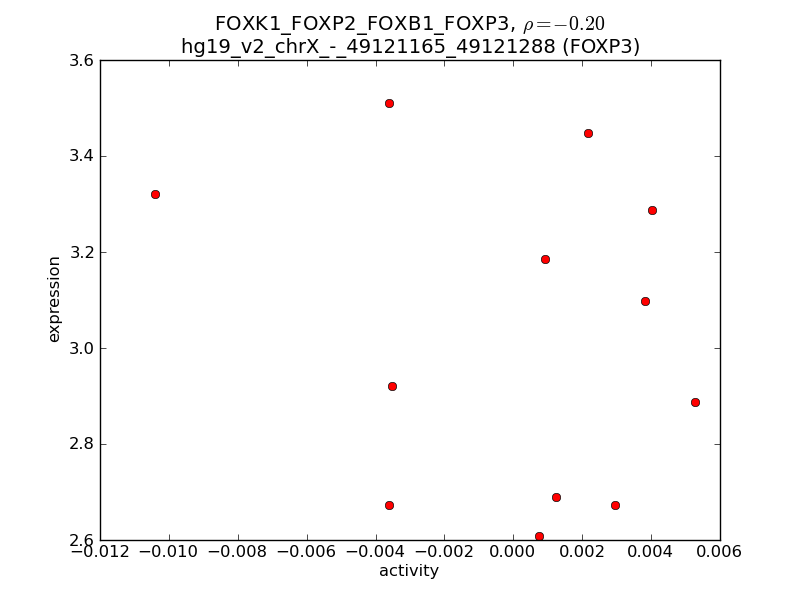 FOXK1_FOXP2_FOXB1_FOXP3, ρ = −0.20
hg19_v2_chrX_-_49121165_49121288 (FOXP3)
3.6
3.4
3.2
3.0
2.8
2.6
expression
−0.012 −0.010 −0.008 −0.006 −0.004 −0.002 0.000 0.002 0.004 0.006
activity